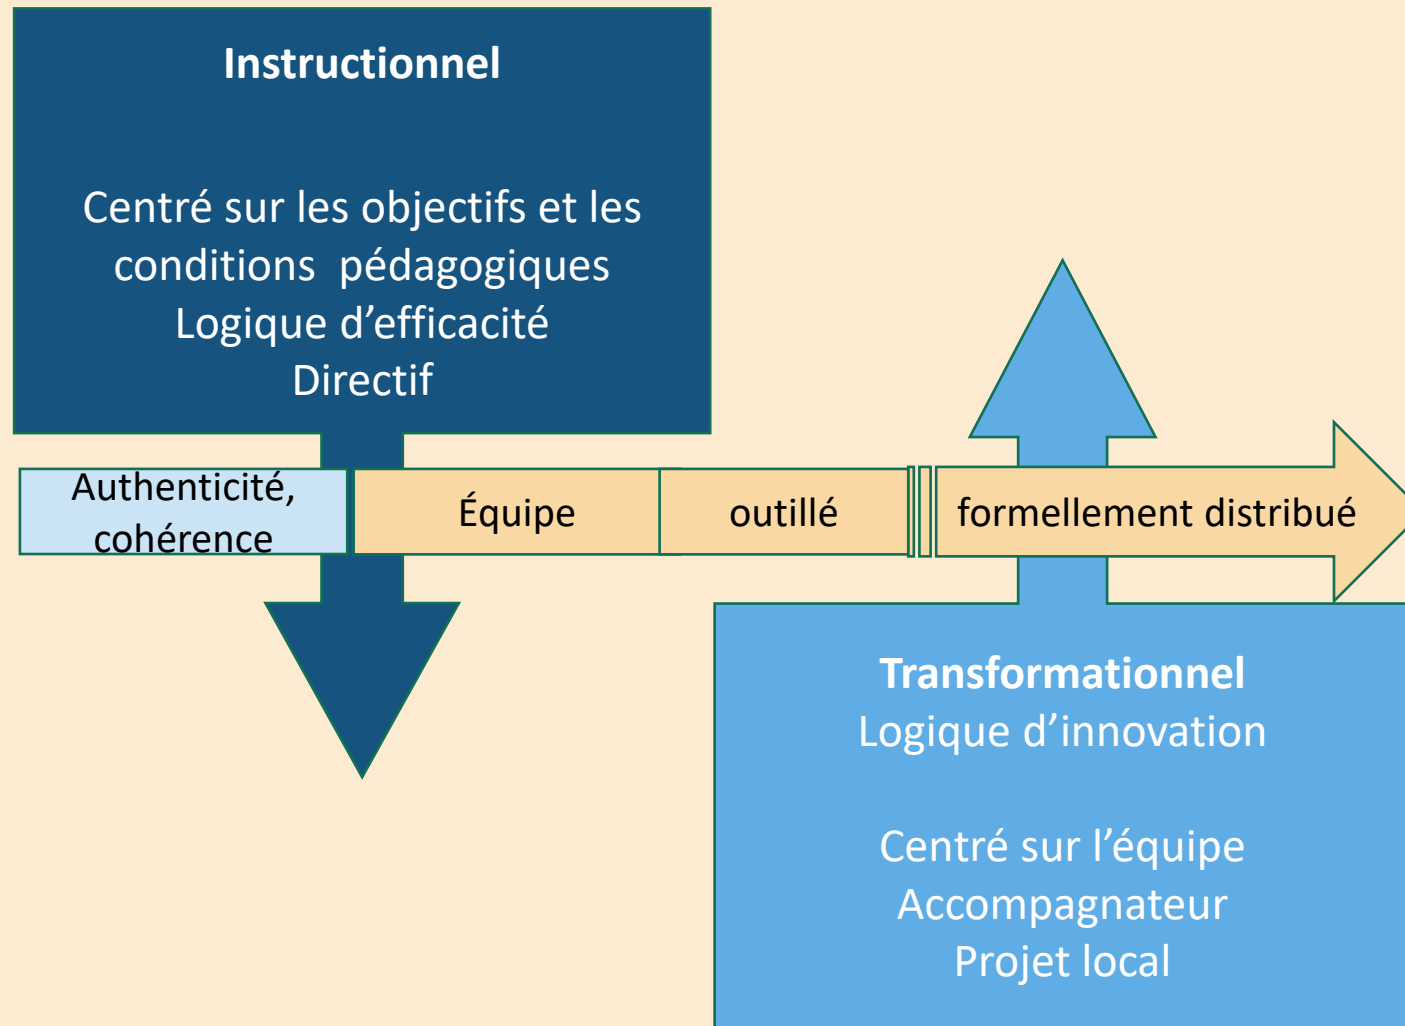 Instructionnel
Centré sur les objectifs et les
conditions  pédagogiques
Logique d’efficacité
Directif
Authenticité,
cohérence
Équipe
outillé
formellement distribué
Transformationnel
Logique d’innovation
Centré sur l’équipe
Accompagnateur
Projet local